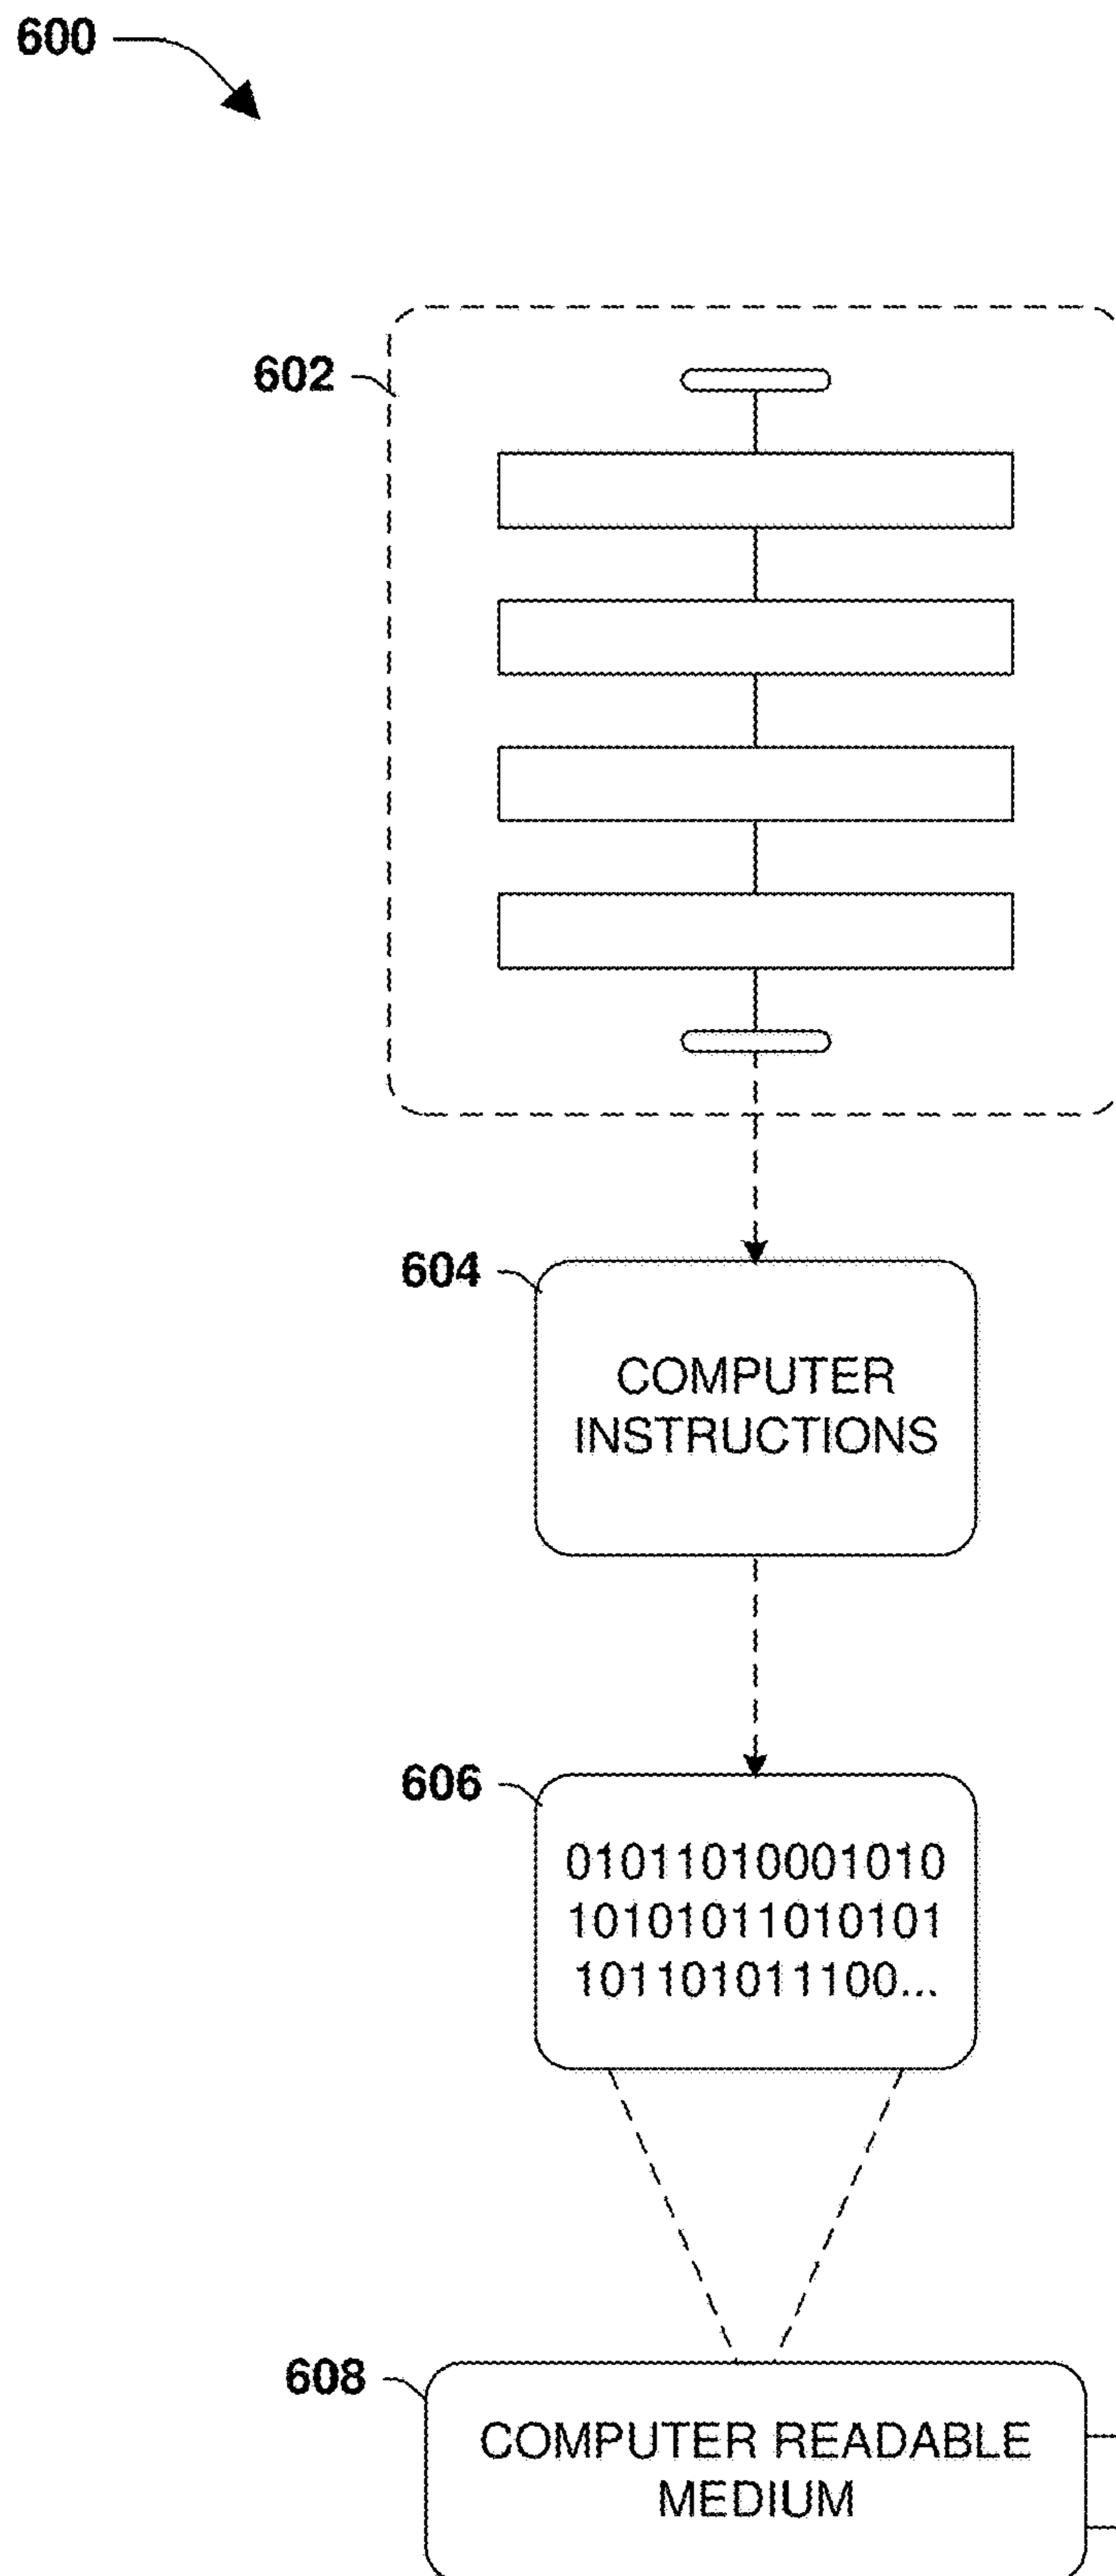 600
602
604
COMPUTER
INSTRUCTIONS
606
01011010001010
10101011010101
101101011100...
608
COMPUTER READABLE
MEDIUM